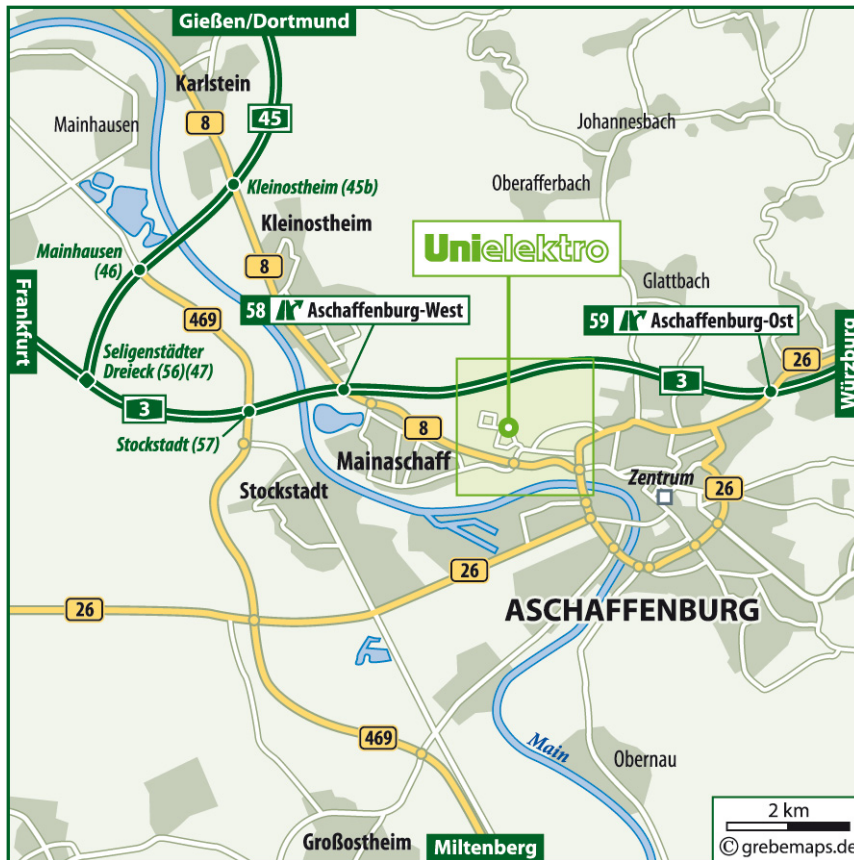 Gießen/Dortmund
Karlstein
8
45
Mainhausen
Johannesbach
Kleinostheim (45b)
Oberafferbach
Kleinostheim
Unielektro
Mainhausen
(46)
8
Glattbach
Frankfurt
469
58 Aschaffenburg-West
59 Aschaffenburg-Ost
26
Würzburg
Seligenstädter
Dreieck (56)(47)
3
3
Stockstadt (57)
8
Mainaschaff
Zentrum
26
Stockstadt
26
26
ASCHAFFENBURG
469
Main
Obernau
2 km
Großostheim
Miltenberg
© grebemaps.de